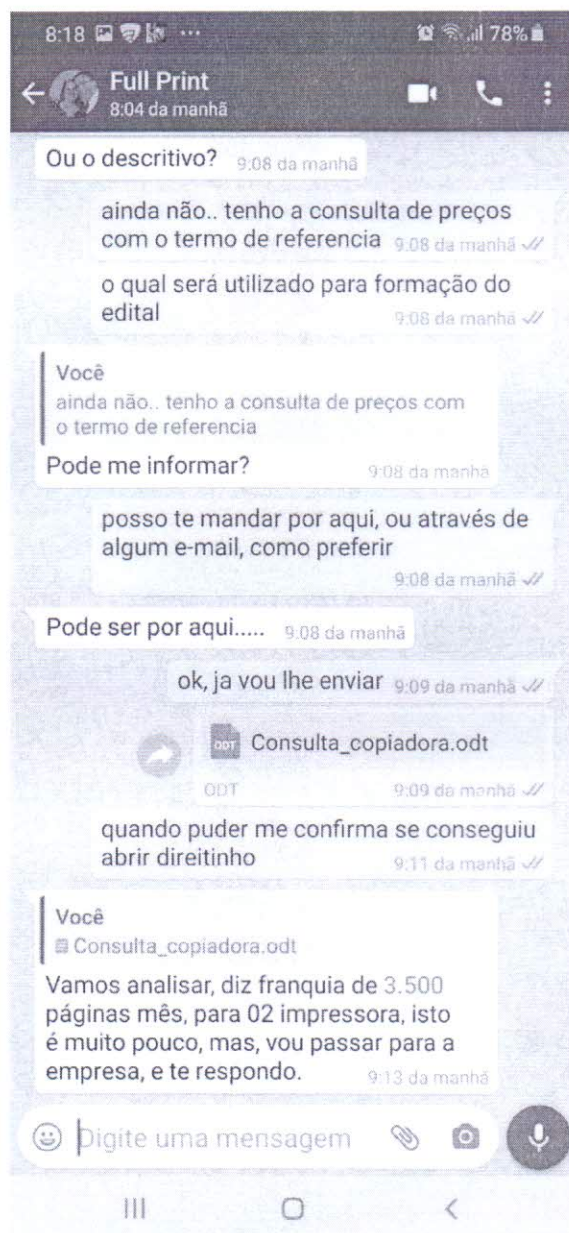 8:18 ... 78%
Full Print
8:04 da manhã
Ou o descritivo? 9:08 da manhã
ainda não.. tenho a consulta de preços
com o termo de referencia 9:08 da manhã
o qual será utilizado para formação do
edital 9:08 da manhã
Você
ainda não.. tenho a consulta de preços com
o termo de referencia
Pode me informar? 9:08 da manhã
posso te mandar por aqui, ou através de
algum e-mail, como preferir
9:08 da manhã
Pode ser por aqui..... 9:08 da manhã
ok, ja vou lhe enviar 9:09 da manhã
ODT Consulta_copiadora.odt
ODT 9:09 da manhã
quando puder me confirma se conseguiu
abrir direitinho 9:11 da manhã
Você
Consulta_copiadora.odt
Vamos analisar, diz franquia de 3.500
páginas mês, para 02 impressora, isto
é muito pouco, mas, vou passar para a
empresa, e te respondo. 9:13 da manhã
Digite uma mensagem